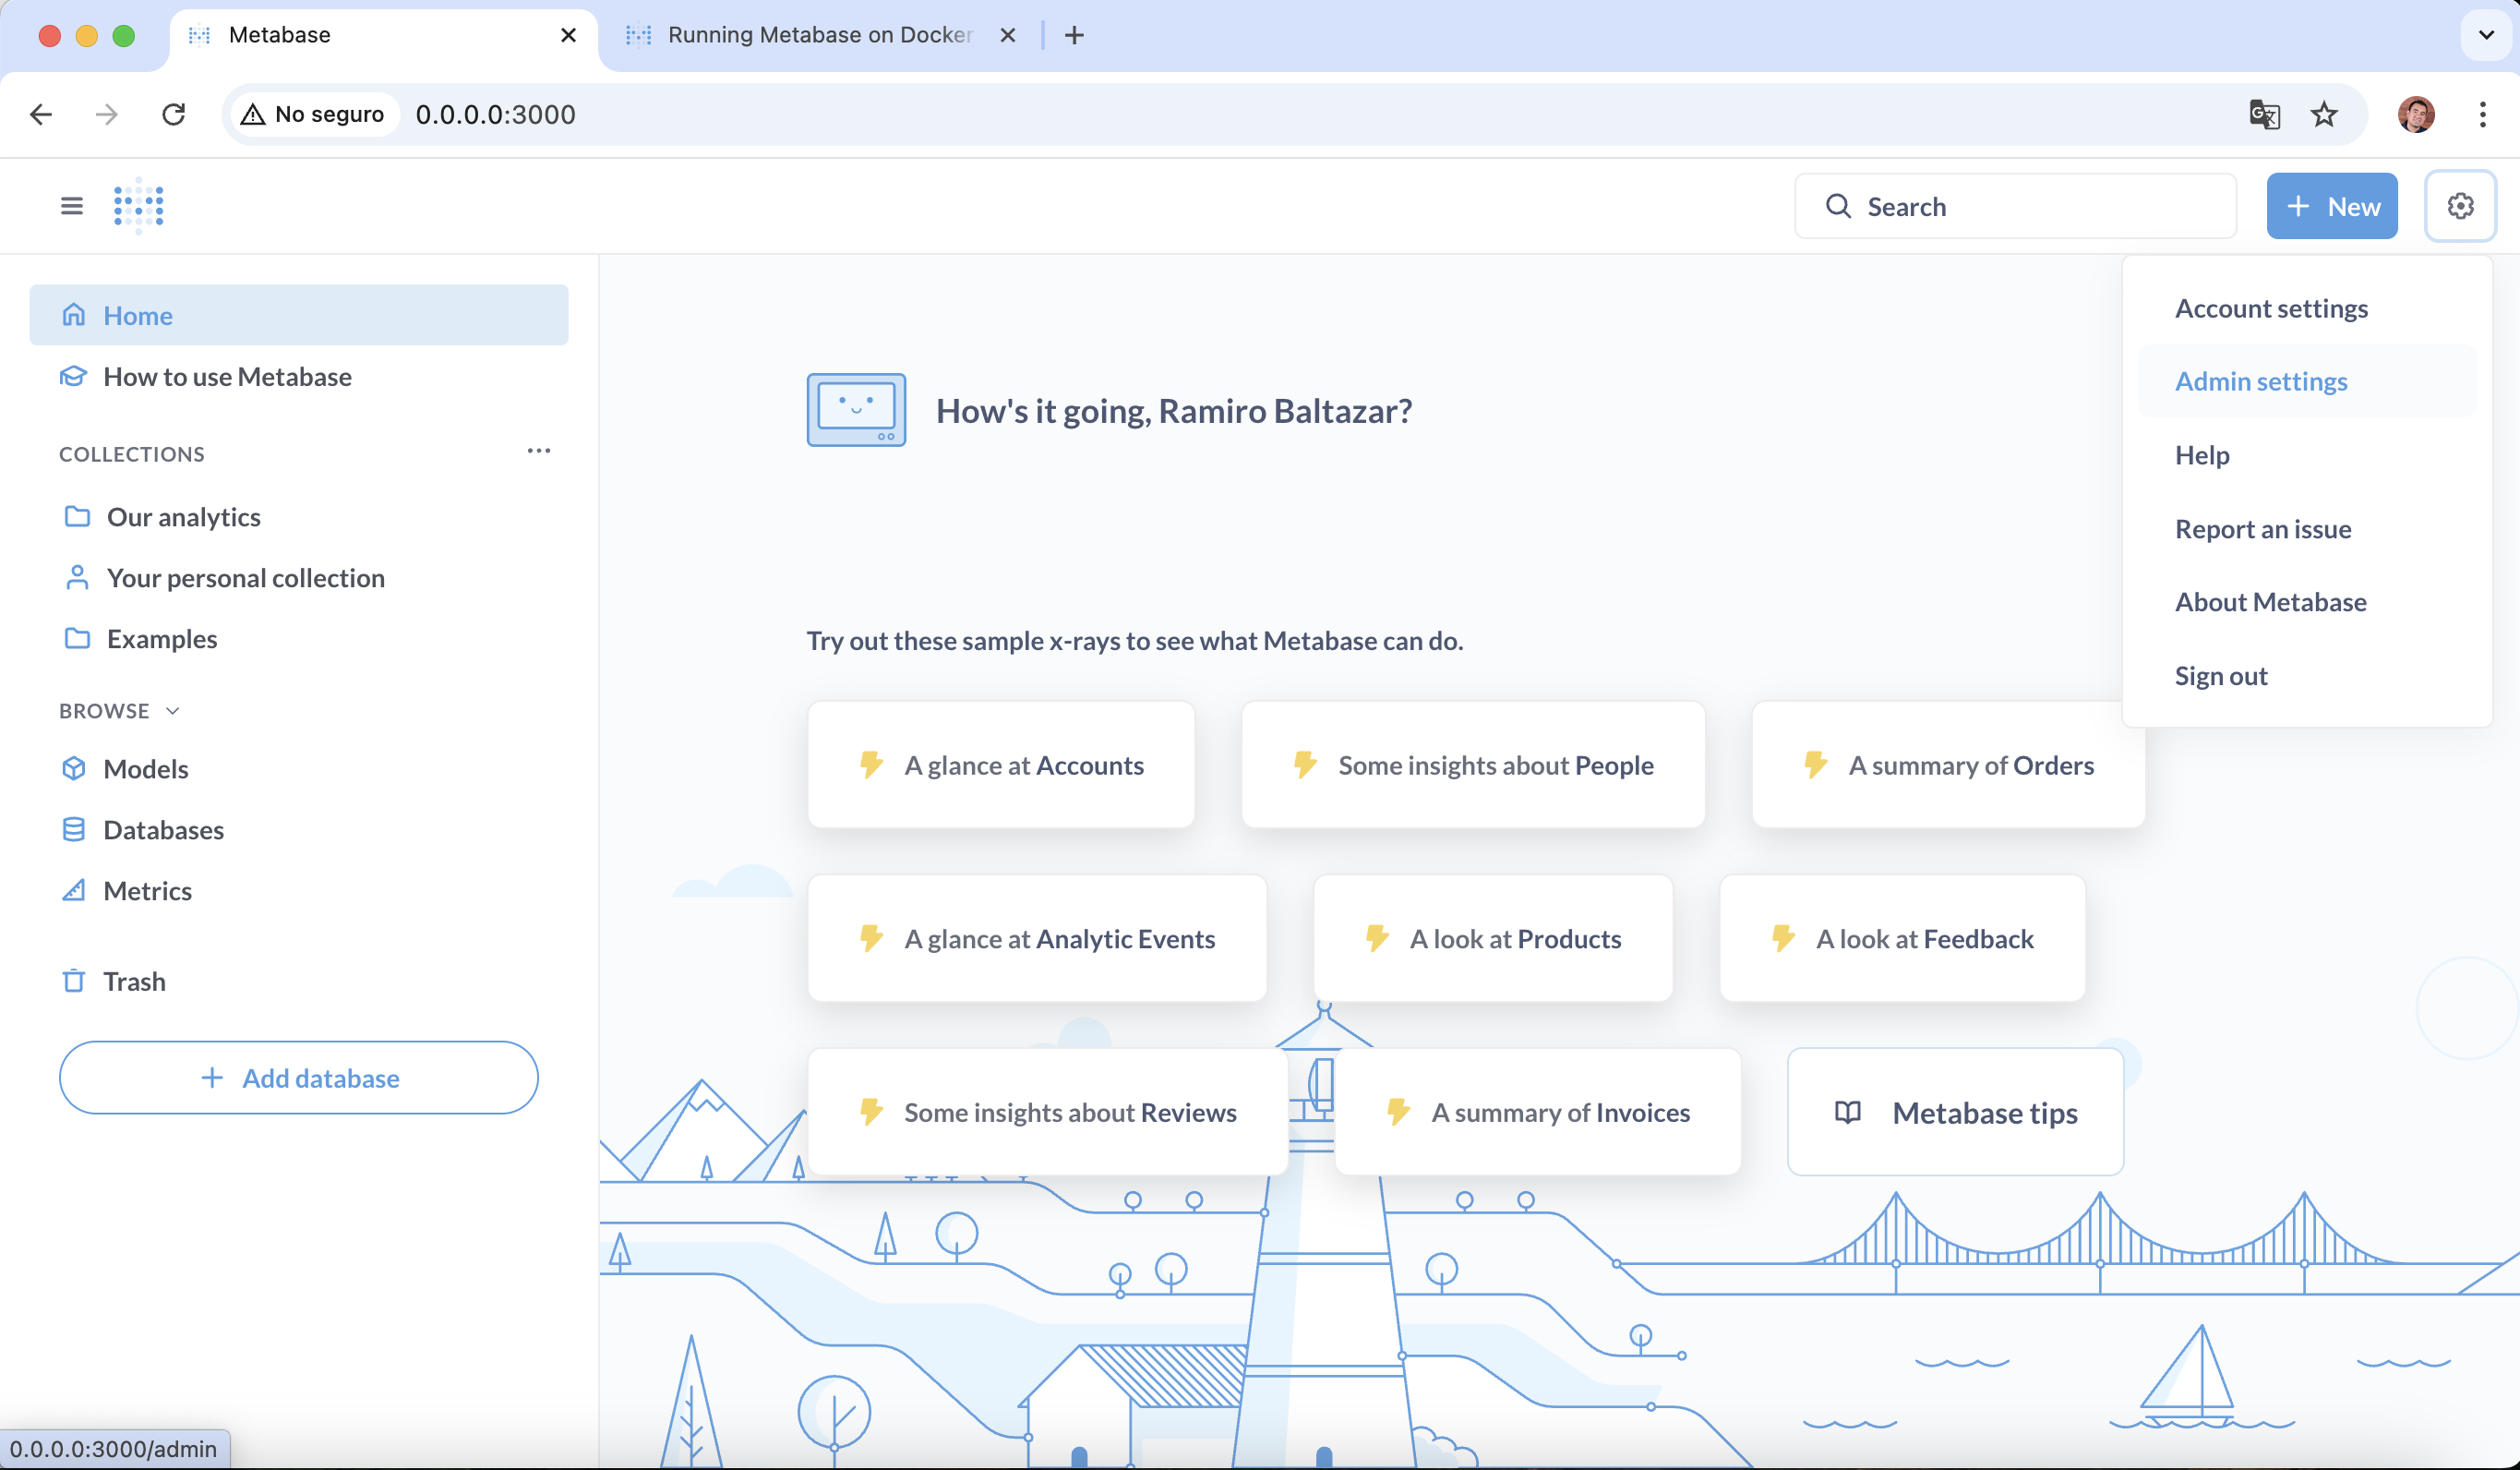 Metabase
Running Metabase on Docker
No seguro
0.0.0.0:3000
Search
New
Home
How to use Metabase
COLLECTIONS
Our analytics
Your personal collection
Examples
BROWSE
Models
Databases
Metrics
Trash
Add database
How's it going, Ramiro Baltazar?
Try out these sample x-rays to see what Metabase can do.
A glance at Accounts
Some insights about People
A summary of Orders
A glance at Analytic Events
A look at Products
A look at Feedback
Some insights about Reviews
A summary of Invoices
Metabase tips
Account settings
Admin settings
Help
Report an issue
About Metabase
Sign out
0.0.0.0:3000/admin